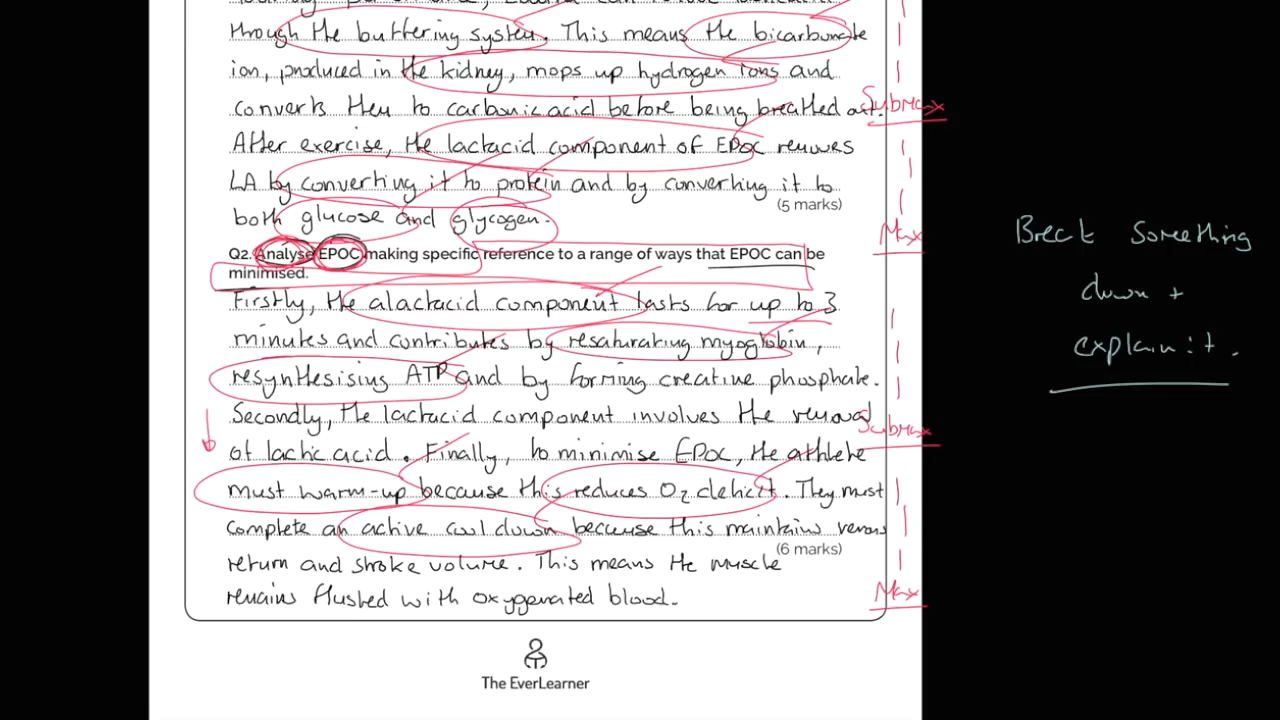 through the buffering system. This means the bicarbonate
ion, produced in the kidney, mops up hydrogen ions and
converts them to carbonic acid before being breathed out.
Submax
After exercise, the lactacid component of EPOC removes
LA by converting it to protein and by converting it to
(5 marks)
both glucose and glycogen.
Max
Q2. Analyse EPOC making specific reference to a range of ways that EPOC can be
minimised.
Firstly, the alactacid component lasts for up to 3
minutes and contributes by resaturating myoglobin,
resynthesising ATP and by forming creatine phosphate.
Secondly, the lactacid component involves the removal
Submax
of lactic acid. Finally, to minimise EPOC, the athlete
must warm-up because this reduces O2 deficit. They must
complete an active cool down because this maintains venous
(6 marks)
return and stroke volume. This means the muscle
remains flushed with oxygenated blood.
Max
The EverLearner
Break something
down +
explain it.